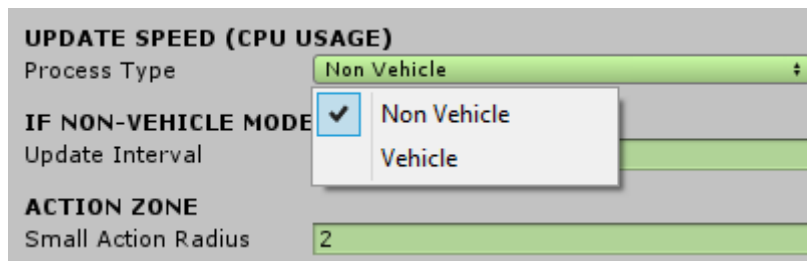 UPDATE SPEED (CPU USAGE)
Process Type Non Vehicle
Non Vehicle
IF NON-VEHICLE MODE
Vehicle
Update Interval
ACTION ZONE
Small Action Radius 2